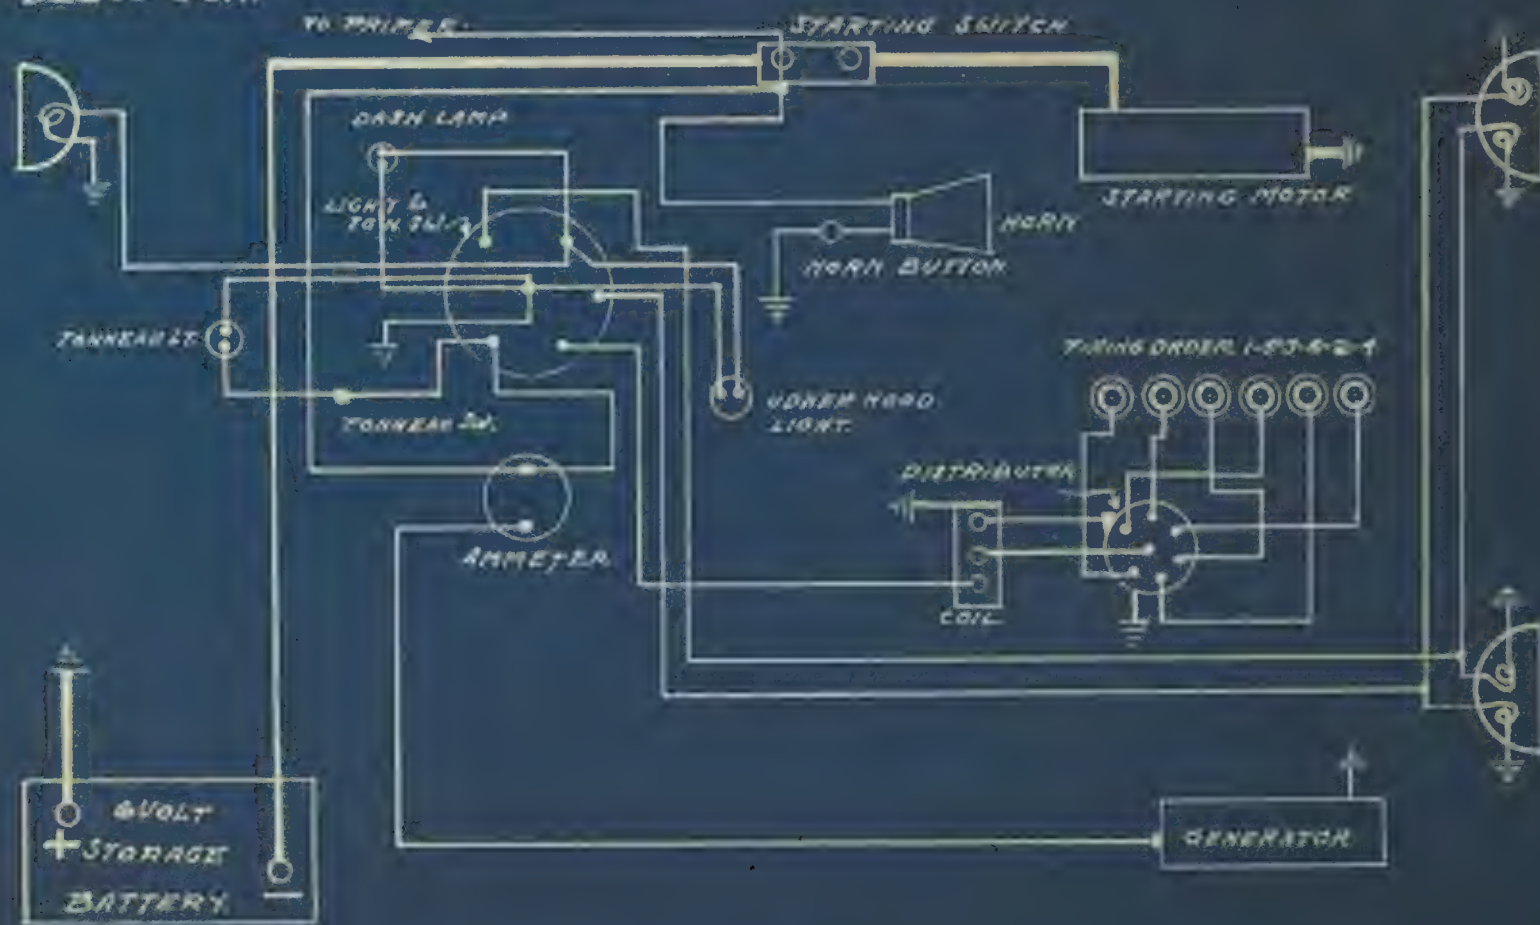 TO PRIMER.
STARTING SWITCH
DASH LAMP
LIGHT &
IGN. SW.
STARTING MOTOR
HORN
HORN BUTTON
TONNEAU LT.
FIRING ORDER 1-5-3-6-2-4
UNDER HOOD
LIGHT.
TONNEAU SW.
DISTRIBUTOR
AMMETER
COIL
6 VOLT
+ STORAGE
BATTERY.
GENERATOR